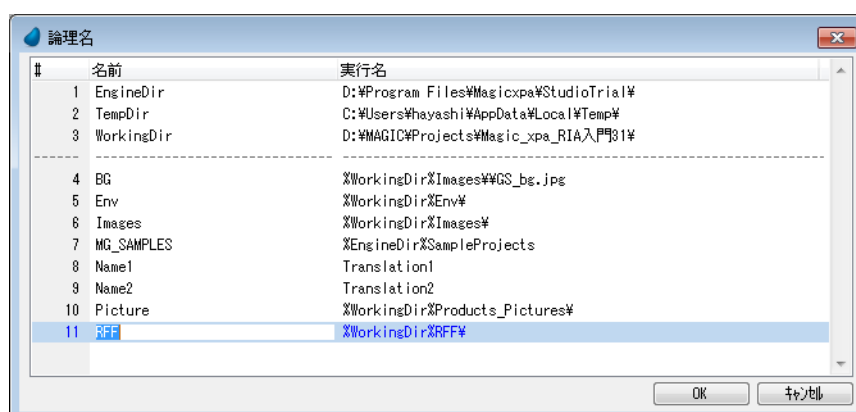 論理名
# 名前 実行名
1 EngineDir D:¥Program Files¥Magicxpa¥StudioTrial¥
2 TempDir C:¥Users¥hayashi¥AppData¥Local¥Temp¥
3 WorkingDir D:¥MAGIC¥Projects¥Magic_xpa_RIA入門31¥
4 BG %WorkingDir%Images¥¥GS_bg.jpg
5 Env %WorkingDir%Env¥
6 Images %WorkingDir%Images¥
7 MG_SAMPLES %EngineDir%SampleProjects
8 Name1 Translation1
9 Name2 Translation2
10 Picture %WorkingDir%Products_Pictures¥
11 RFF %WorkingDir%RFF¥
OK キャンセル